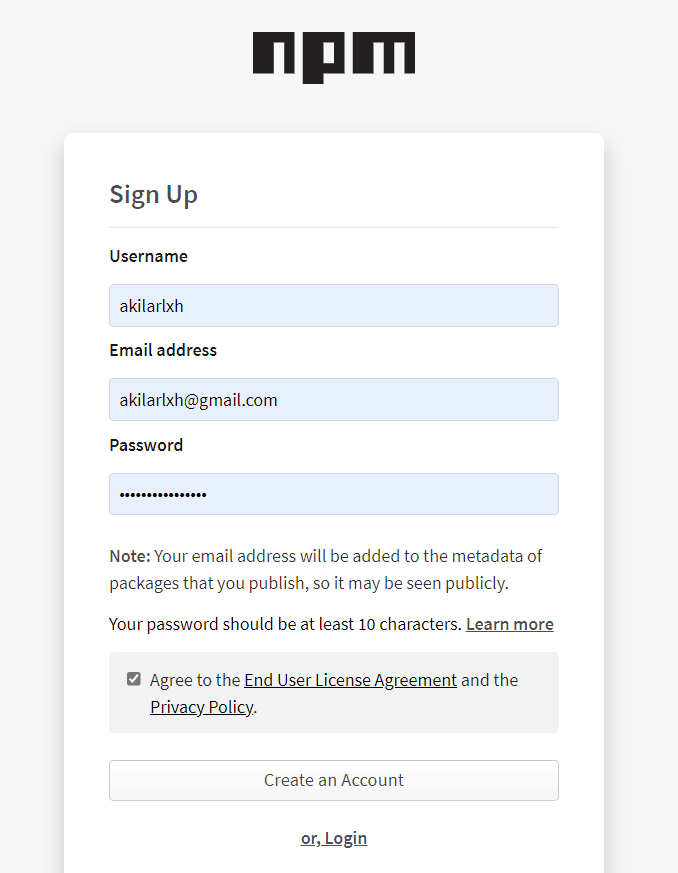 npm
Sign Up
Username
akilarlxh
Email address
akilarlxh@gmail.com
Password
••••••••••••••••
Note: Your email address will be added to the metadata of
packages that you publish, so it may be seen publicly.
Your password should be at least 10 characters. Learn more
Agree to the End User License Agreement and the
Privacy Policy.
Create an Account
or, Login